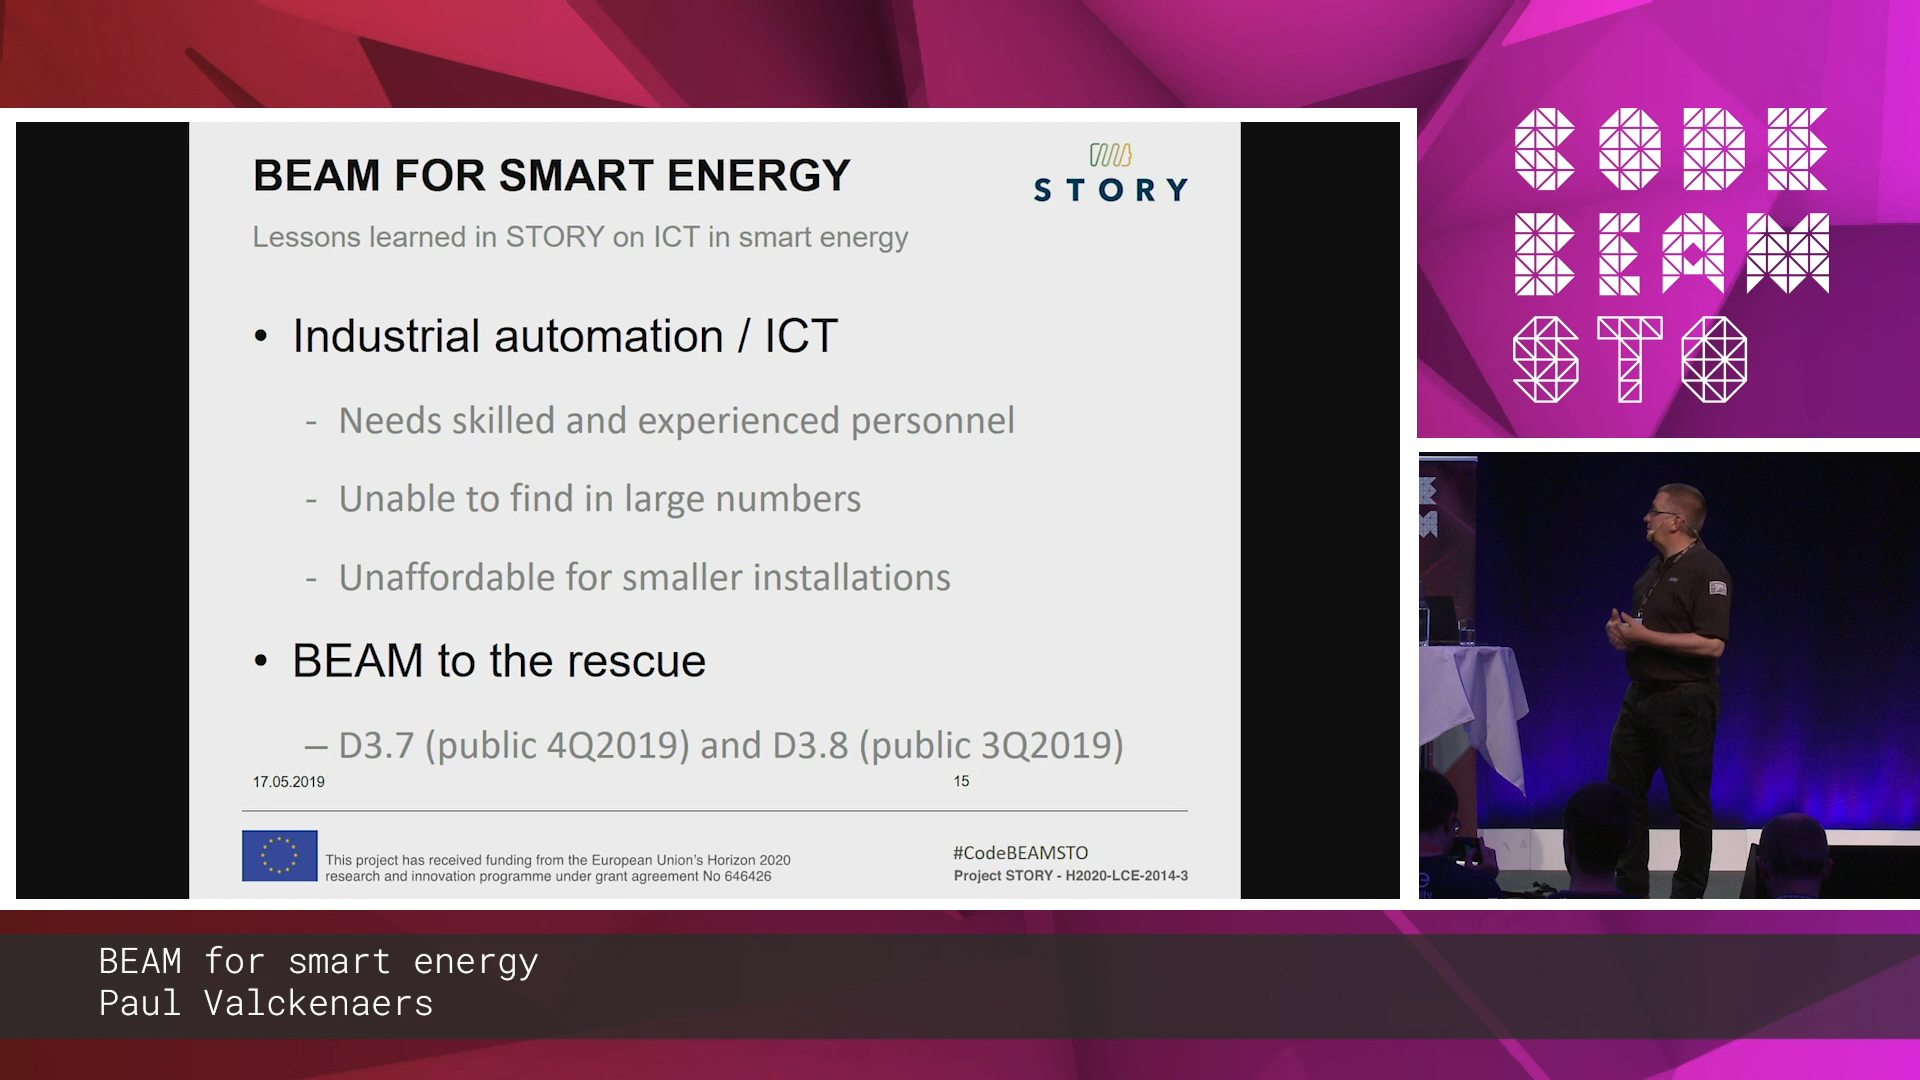 BEAM FOR SMART ENERGY
STORY
Lessons learned in STORY on ICT in smart energy
• Industrial automation / ICT
- Needs skilled and experienced personnel
- Unable to find in large numbers
- Unaffordable for smaller installations
• BEAM to the rescue
– D3.7 (public 4Q2019) and D3.8 (public 3Q2019)
17.05.2019
15
This project has received funding from the European Union's Horizon 2020
research and innovation programme under grant agreement No 646426
#CodeBEAMSTO
Project STORY - H2020-LCE-2014-3
CODE
BEAM
STO
BEAM for smart energy
Paul Valckenaers